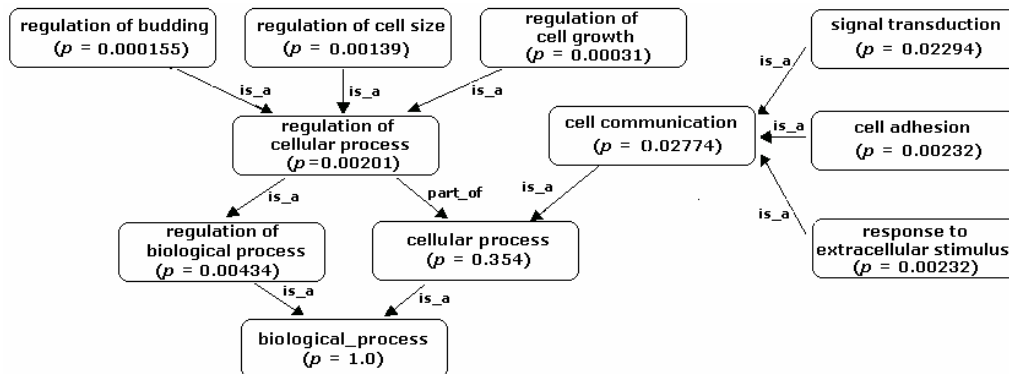 regulation of budding
(p = 0.000155)
regulation of cell size
(p = 0.00139)
regulation of
cell growth
(p = 0.00031)
signal transduction
(p = 0.02294)
is_a
is_a
is_a
is_a
regulation of
cellular process
(p=0.00201)
cell communication
(p = 0.02774)
is_a
cell adhesion
(p = 0.00232)
is_a
part_of
is_a
is_a
regulation of
biological process
(p = 0.00434)
cellular process
(p = 0.354)
response to
extracellular stimulus
(p = 0.00232)
is_a
is_a
biological_process
(p = 1.0)